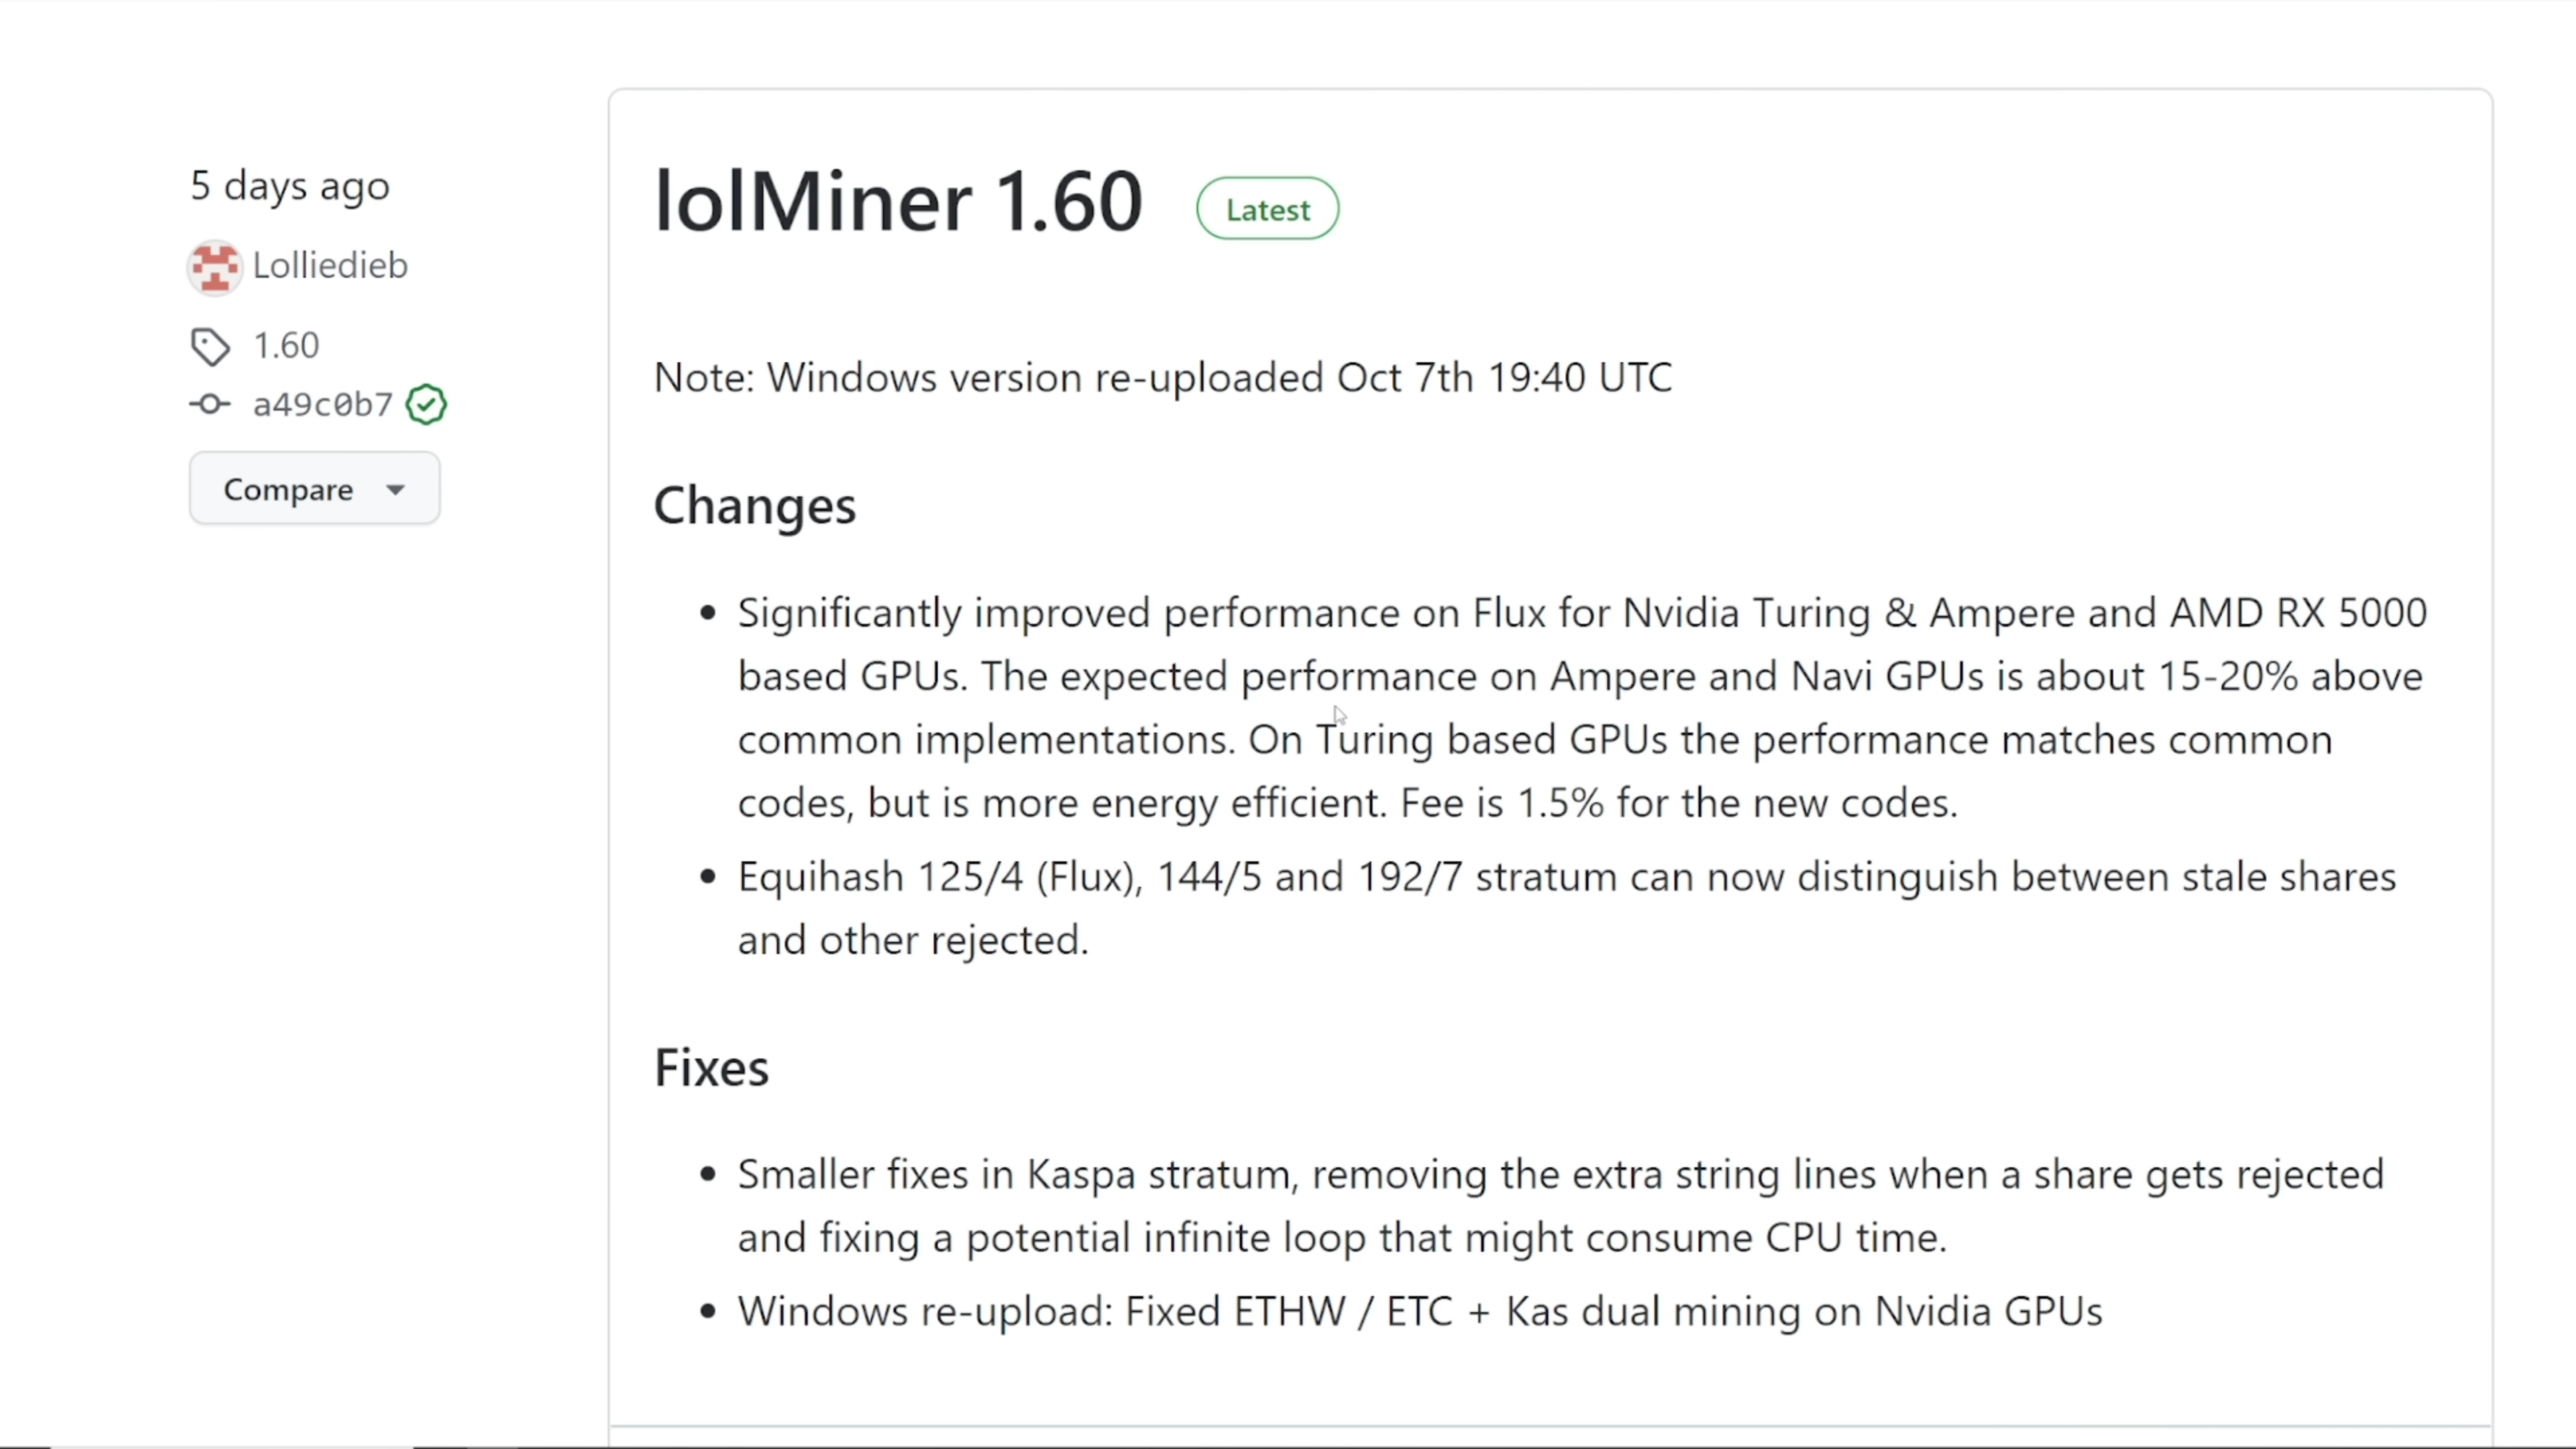 5 days ago
Lolliedieb
1.60
a49c0b7
Compare
lolMiner 1.60 Latest
Note: Windows version re-uploaded Oct 7th 19:40 UTC
Changes
Significantly improved performance on Flux for Nvidia Turing & Ampere and AMD RX 5000
based GPUs. The expected performance on Ampere and Navi GPUs is about 15-20% above
common implementations. On Turing based GPUs the performance matches common
codes, but is more energy efficient. Fee is 1.5% for the new codes.
Equihash 125/4 (Flux), 144/5 and 192/7 stratum can now distinguish between stale shares
and other rejected.
Fixes
Smaller fixes in Kaspa stratum, removing the extra string lines when a share gets rejected
and fixing a potential infinite loop that might consume CPU time.
Windows re-upload: Fixed ETHW / ETC + Kas dual mining on Nvidia GPUs